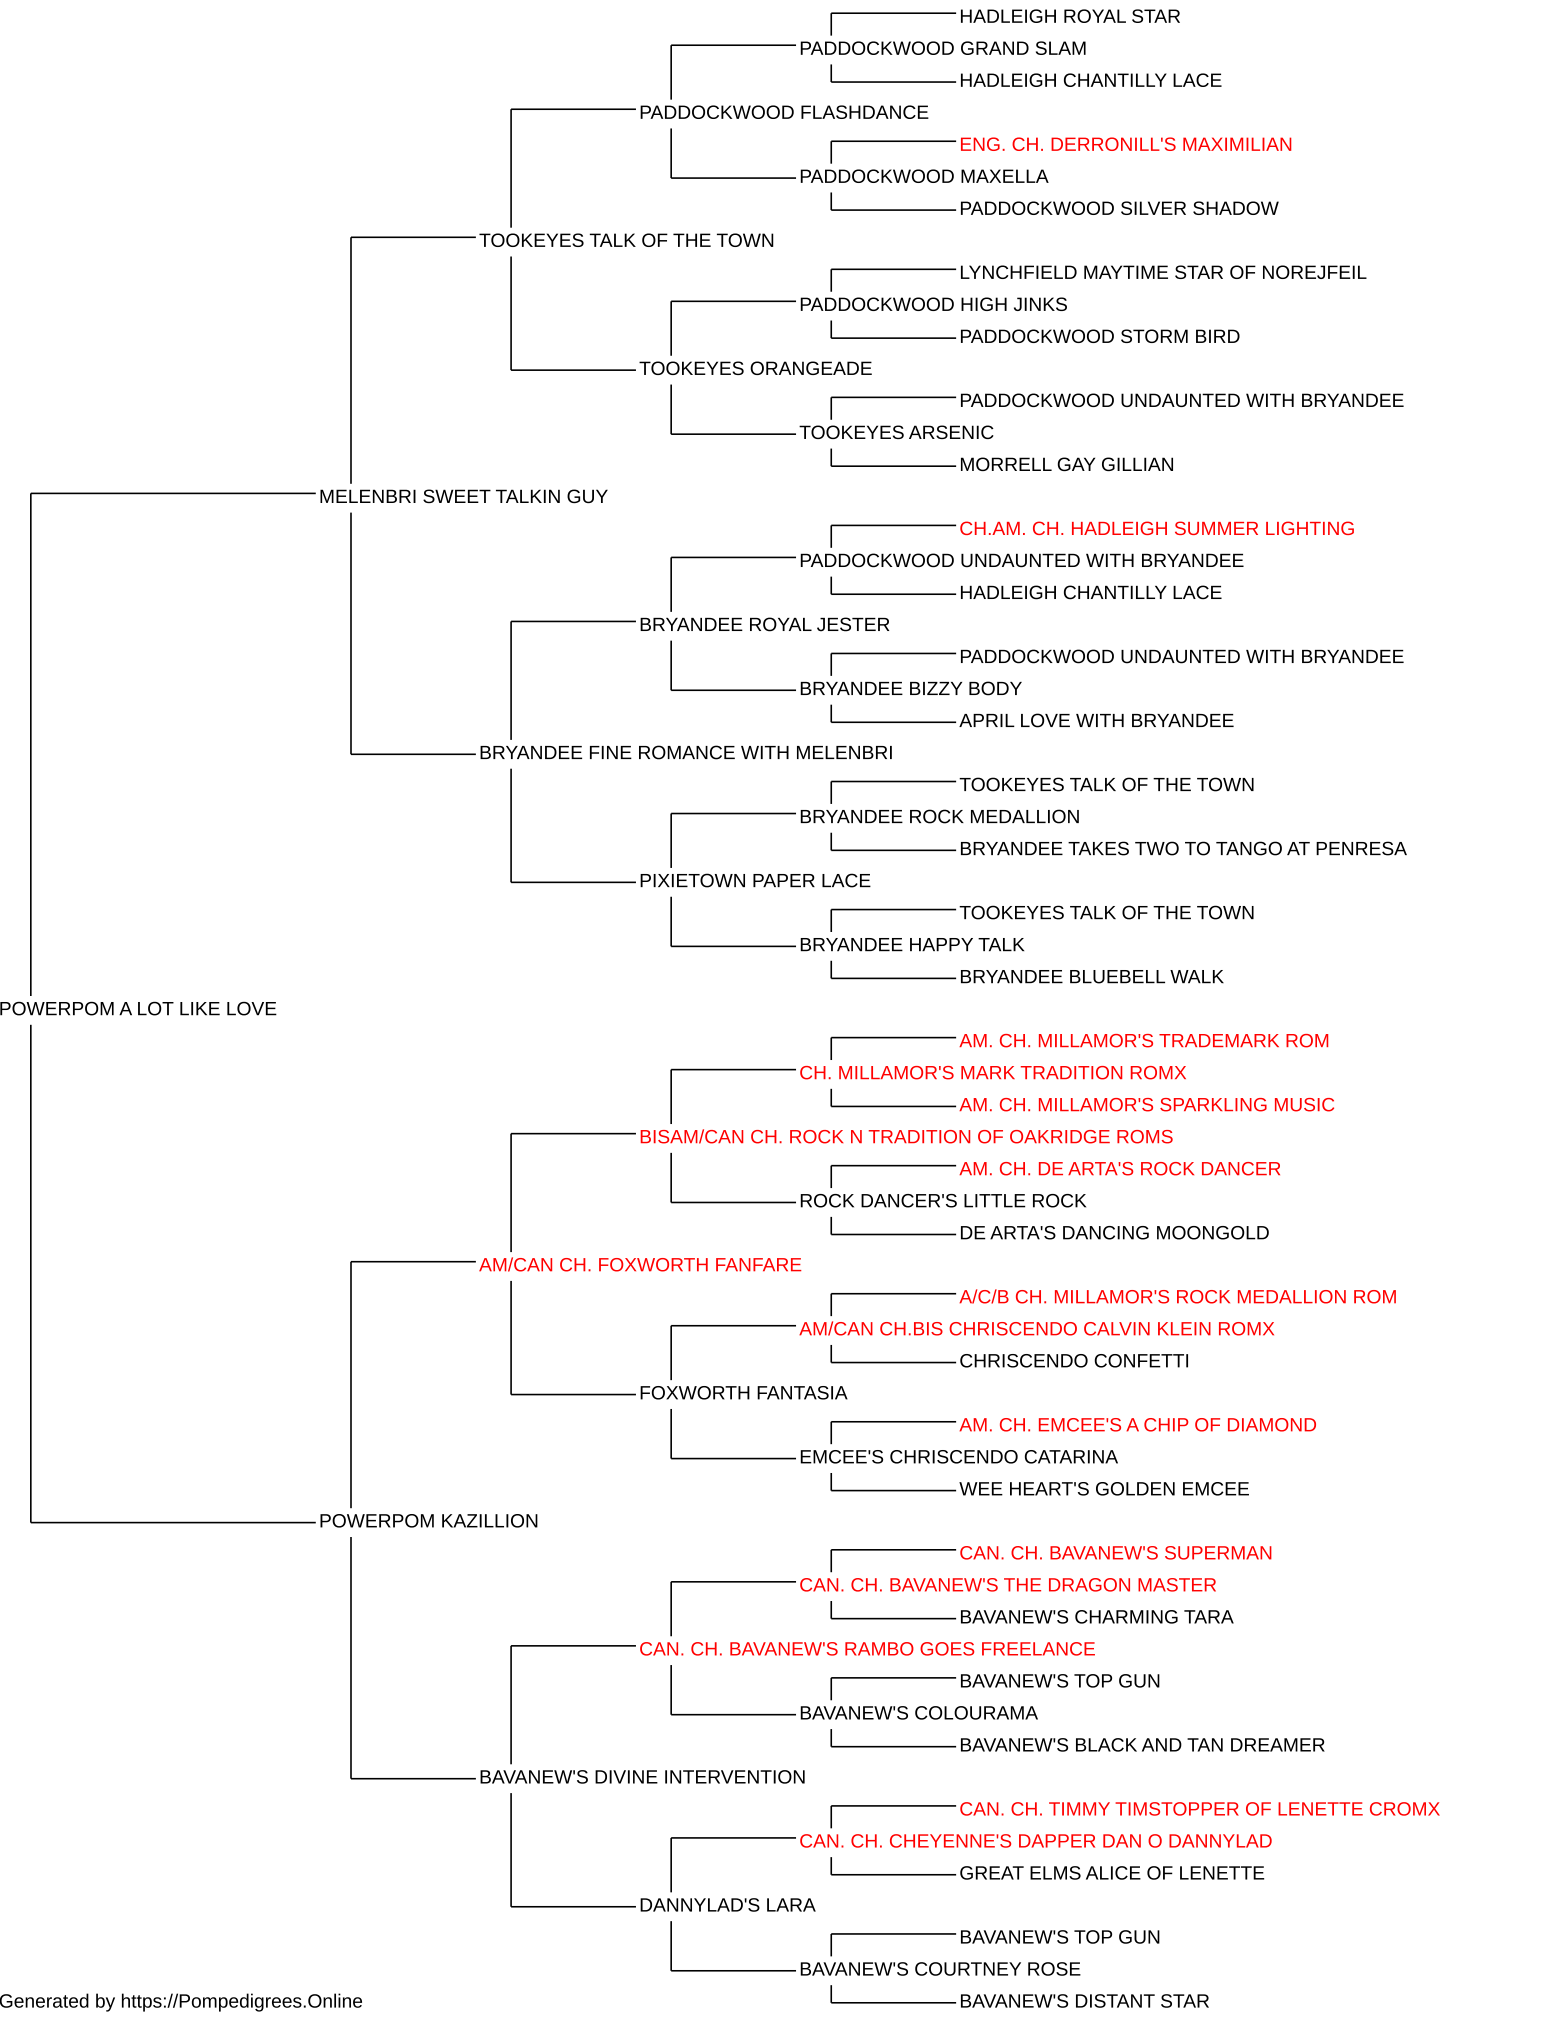 HADLEIGH ROYAL STAR
PADDOCKWOOD GRAND SLAM
HADLEIGH CHANTILLY LACE
PADDOCKWOOD FLASHDANCE
ENG. CH. DERRONILL'S MAXIMILIAN
PADDOCKWOOD MAXELLA
PADDOCKWOOD SILVER SHADOW
TOOKEYES TALK OF THE TOWN
LYNCHFIELD MAYTIME STAR OF NOREJFEIL
PADDOCKWOOD HIGH JINKS
PADDOCKWOOD STORM BIRD
TOOKEYES ORANGEADE
PADDOCKWOOD UNDAUNTED WITH BRYANDEE
TOOKEYES ARSENIC
MORRELL GAY GILLIAN
MELENBRI SWEET TALKIN GUY
CH.AM. CH. HADLEIGH SUMMER LIGHTING
PADDOCKWOOD UNDAUNTED WITH BRYANDEE
HADLEIGH CHANTILLY LACE
BRYANDEE ROYAL JESTER
PADDOCKWOOD UNDAUNTED WITH BRYANDEE
BRYANDEE BIZZY BODY
APRIL LOVE WITH BRYANDEE
BRYANDEE FINE ROMANCE WITH MELENBRI
TOOKEYES TALK OF THE TOWN
BRYANDEE ROCK MEDALLION
BRYANDEE TAKES TWO TO TANGO AT PENRESA
PIXIETOWN PAPER LACE
TOOKEYES TALK OF THE TOWN
BRYANDEE HAPPY TALK
BRYANDEE BLUEBELL WALK
POWERPOM A LOT LIKE LOVE
AM. CH. MILLAMOR'S TRADEMARK ROM
CH. MILLAMOR'S MARK TRADITION ROMX
AM. CH. MILLAMOR'S SPARKLING MUSIC
BISAM/CAN CH. ROCK N TRADITION OF OAKRIDGE ROMS
AM. CH. DE ARTA'S ROCK DANCER
ROCK DANCER'S LITTLE ROCK
DE ARTA'S DANCING MOONGOLD
AM/CAN CH. FOXWORTH FANFARE
A/C/B CH. MILLAMOR'S ROCK MEDALLION ROM
AM/CAN CH.BIS CHRISCENDO CALVIN KLEIN ROMX
CHRISCENDO CONFETTI
FOXWORTH FANTASIA
AM. CH. EMCEE'S A CHIP OF DIAMOND
EMCEE'S CHRISCENDO CATARINA
WEE HEART'S GOLDEN EMCEE
POWERPOM KAZILLION
CAN. CH. BAVANEW'S SUPERMAN
CAN. CH. BAVANEW'S THE DRAGON MASTER
BAVANEW'S CHARMING TARA
CAN. CH. BAVANEW'S RAMBO GOES FREELANCE
BAVANEW'S TOP GUN
BAVANEW'S COLOURAMA
BAVANEW'S BLACK AND TAN DREAMER
BAVANEW'S DIVINE INTERVENTION
CAN. CH. TIMMY TIMSTOPPER OF LENETTE CROMX
CAN. CH. CHEYENNE'S DAPPER DAN O DANNYLAD
GREAT ELMS ALICE OF LENETTE
DANNYLAD'S LARA
BAVANEW'S TOP GUN
BAVANEW'S COURTNEY ROSE
BAVANEW'S DISTANT STAR
Generated by https://Pompedigrees.Online